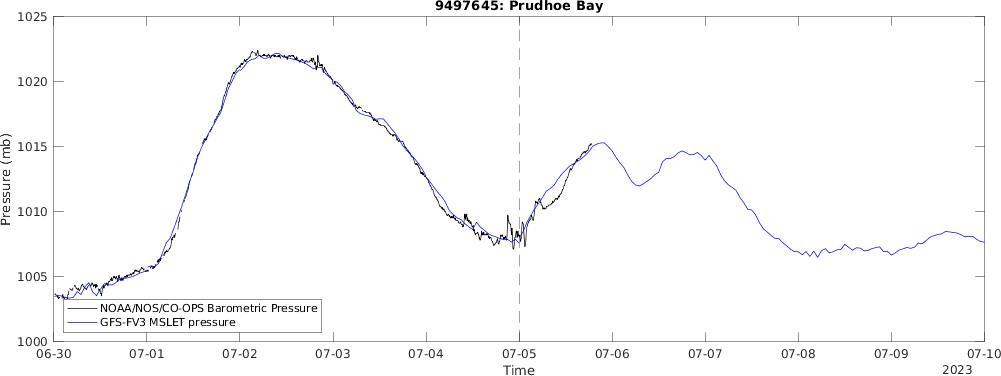 9497645: Prudhoe Bay
Pressure (mb)
1025
1020
1015
1010
1005
1000
NOAA/NOS/CO-OPS Barometric Pressure
GFS-FV3 MSLET pressure
06-30 07-01 07-02 07-03 07-04 07-05 07-06 07-07 07-08 07-09 07-10
Time
2023